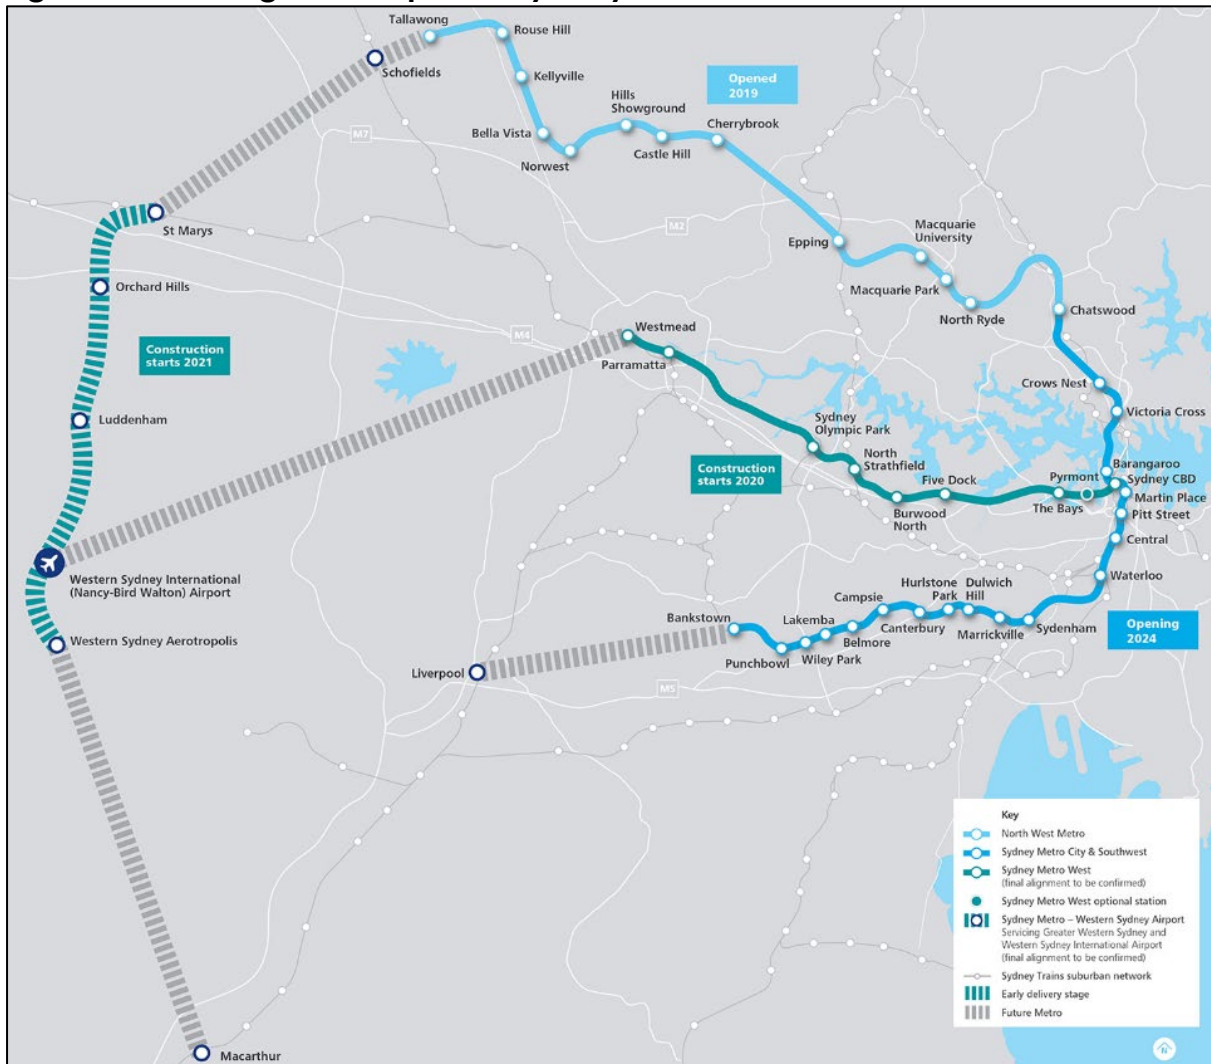 Tallawong
Rouse Hill
Schofields
Kellyville
Opened
2019
Hills
Showground
Cherrybrook
Bella Vista
M7
Castle Hill
Norwest
St Marys
M2
Macquarie
University
Epping
Orchard Hills
Macquarie Park
North Ryde
Chatswood
Westmead
M4
Construction
starts 2021
Parramatta
Crows Nest
Luddenham
Sydney
Olympic Park
Victoria Cross
North
Strathfield
Construction
starts 2020
Five Dock
Pyrmont
Barangaroo
Sydney CBD
Martin Place
The Bays
Pitt Street
Burwood
North
Central
Western Sydney International
(Nancy-Bird Walton) Airport
Waterloo
Hurlstone
Park
Dulwich
Hill
Campsie
Lakemba
Bankstown
Canterbury
Marrickville
Sydenham
Opening
2024
Western Sydney Aerotropolis
Belmore
Wiley Park
Punchbowl
Liverpool
M5
Key
North West Metro
Sydney Metro City & Southwest
Sydney Metro West
(final alignment to be confirmed)
Sydney Metro West optional station
Sydney Metro – Western Sydney Airport
Servicing Greater Western Sydney and
Western Sydney International Airport
(final alignment to be confirmed)
Sydney Trains suburban network
Early delivery stage
Future Metro
Macarthur
N